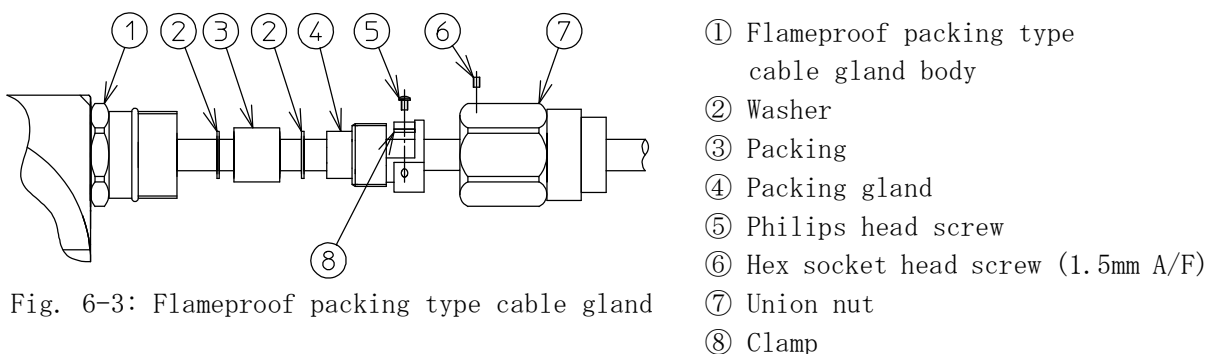 ① ② ③ ② ④ ⑤ ⑥ ⑦
⑧
Fig. 6-3: Flameproof packing type cable gland
① Flameproof packing type
cable gland body
② Washer
③ Packing
④ Packing gland
⑤ Philips head screw
⑥ Hex socket head screw (1.5mm A/F)
⑦ Union nut
⑧ Clamp